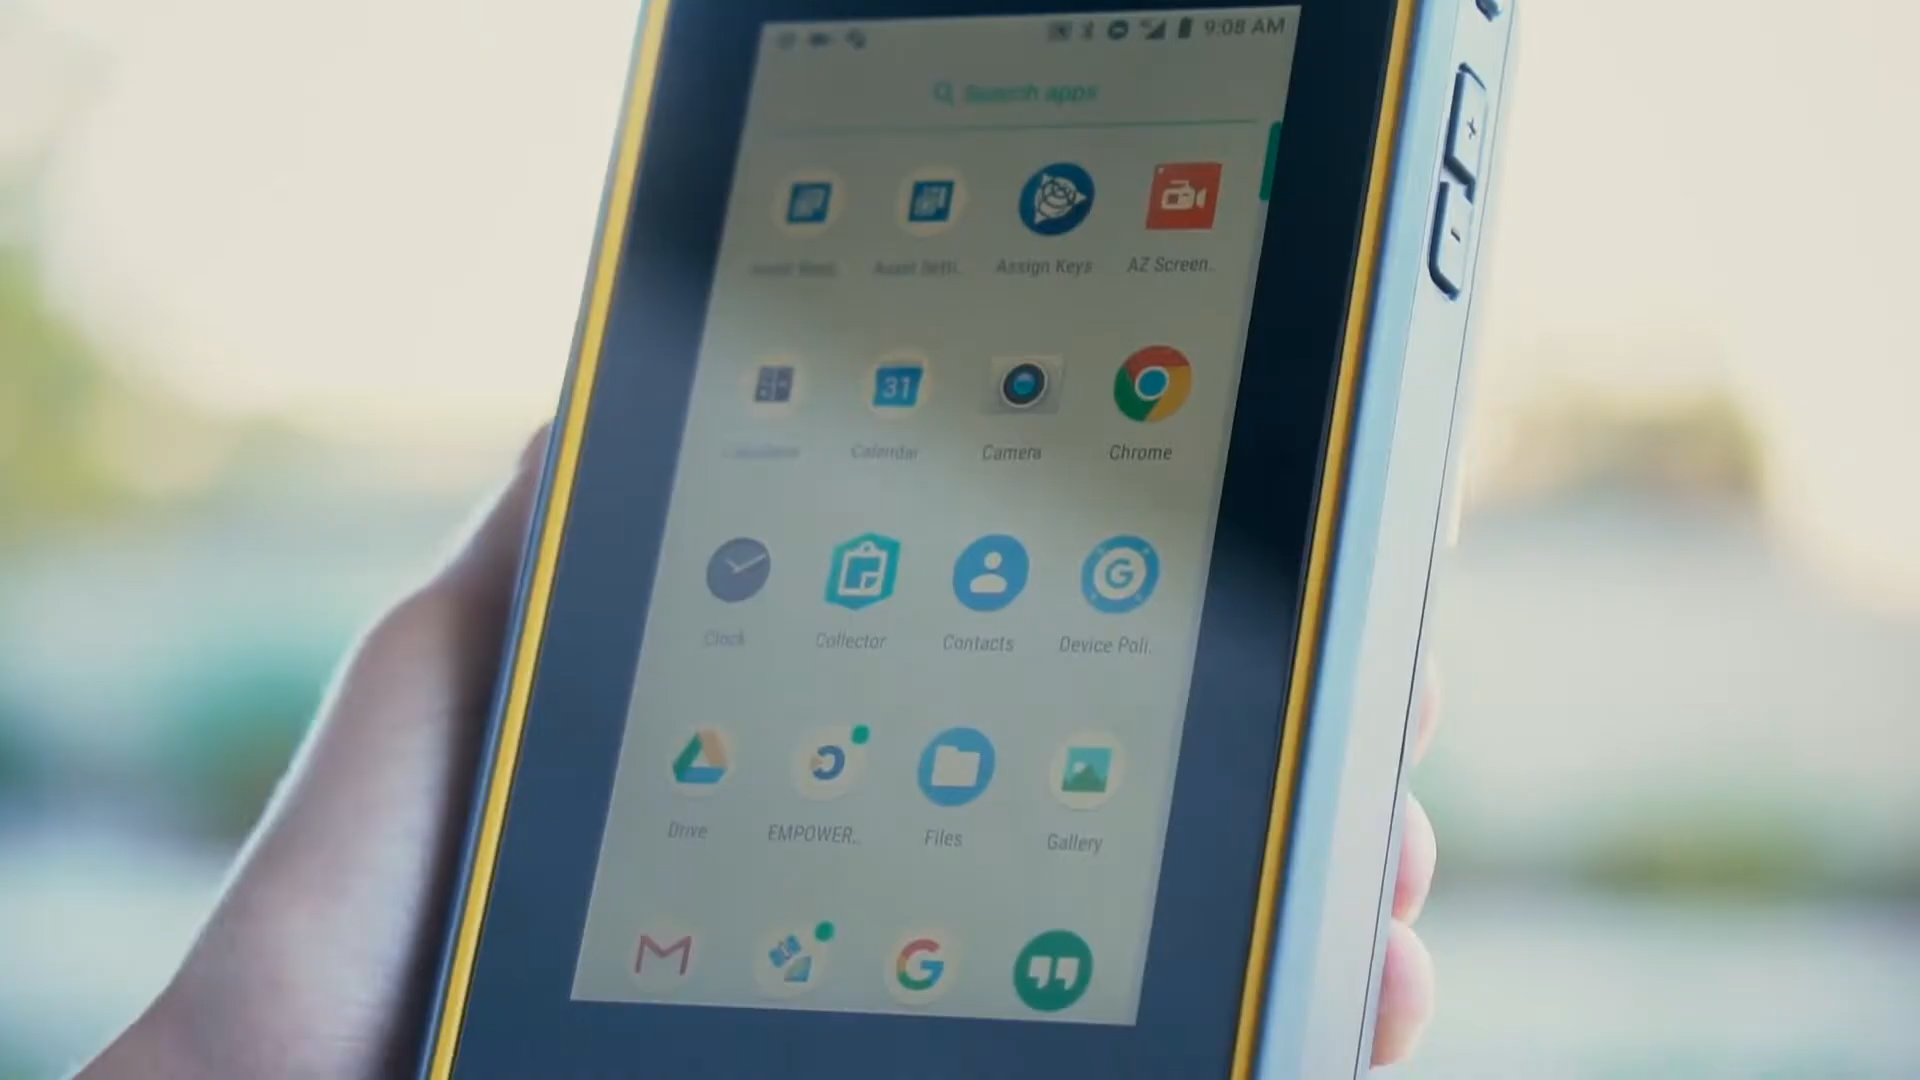 9:08 AM
Search apps
Assign Keys AZ Screen..
31
Calendar Camera Chrome
Clock Collector Contacts Device Poli.
Drive EMPOWER.. Files Gallery